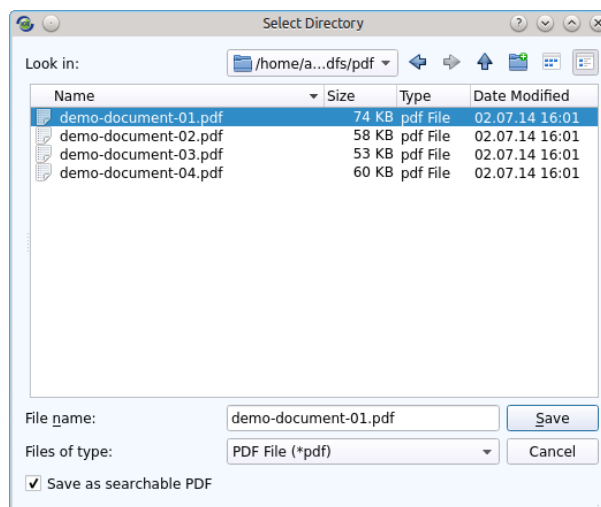 Select Directory
Look in: /home/a...dfs/pdf
Name Size Type Date Modified
demo-document-01.pdf 74 KB pdf File 02.07.14 16:01
demo-document-02.pdf 58 KB pdf File 02.07.14 16:01
demo-document-03.pdf 53 KB pdf File 02.07.14 16:01
demo-document-04.pdf 60 KB pdf File 02.07.14 16:01
File name: demo-document-01.pdf Save
Files of type: PDF File (*pdf) Cancel
Save as searchable PDF